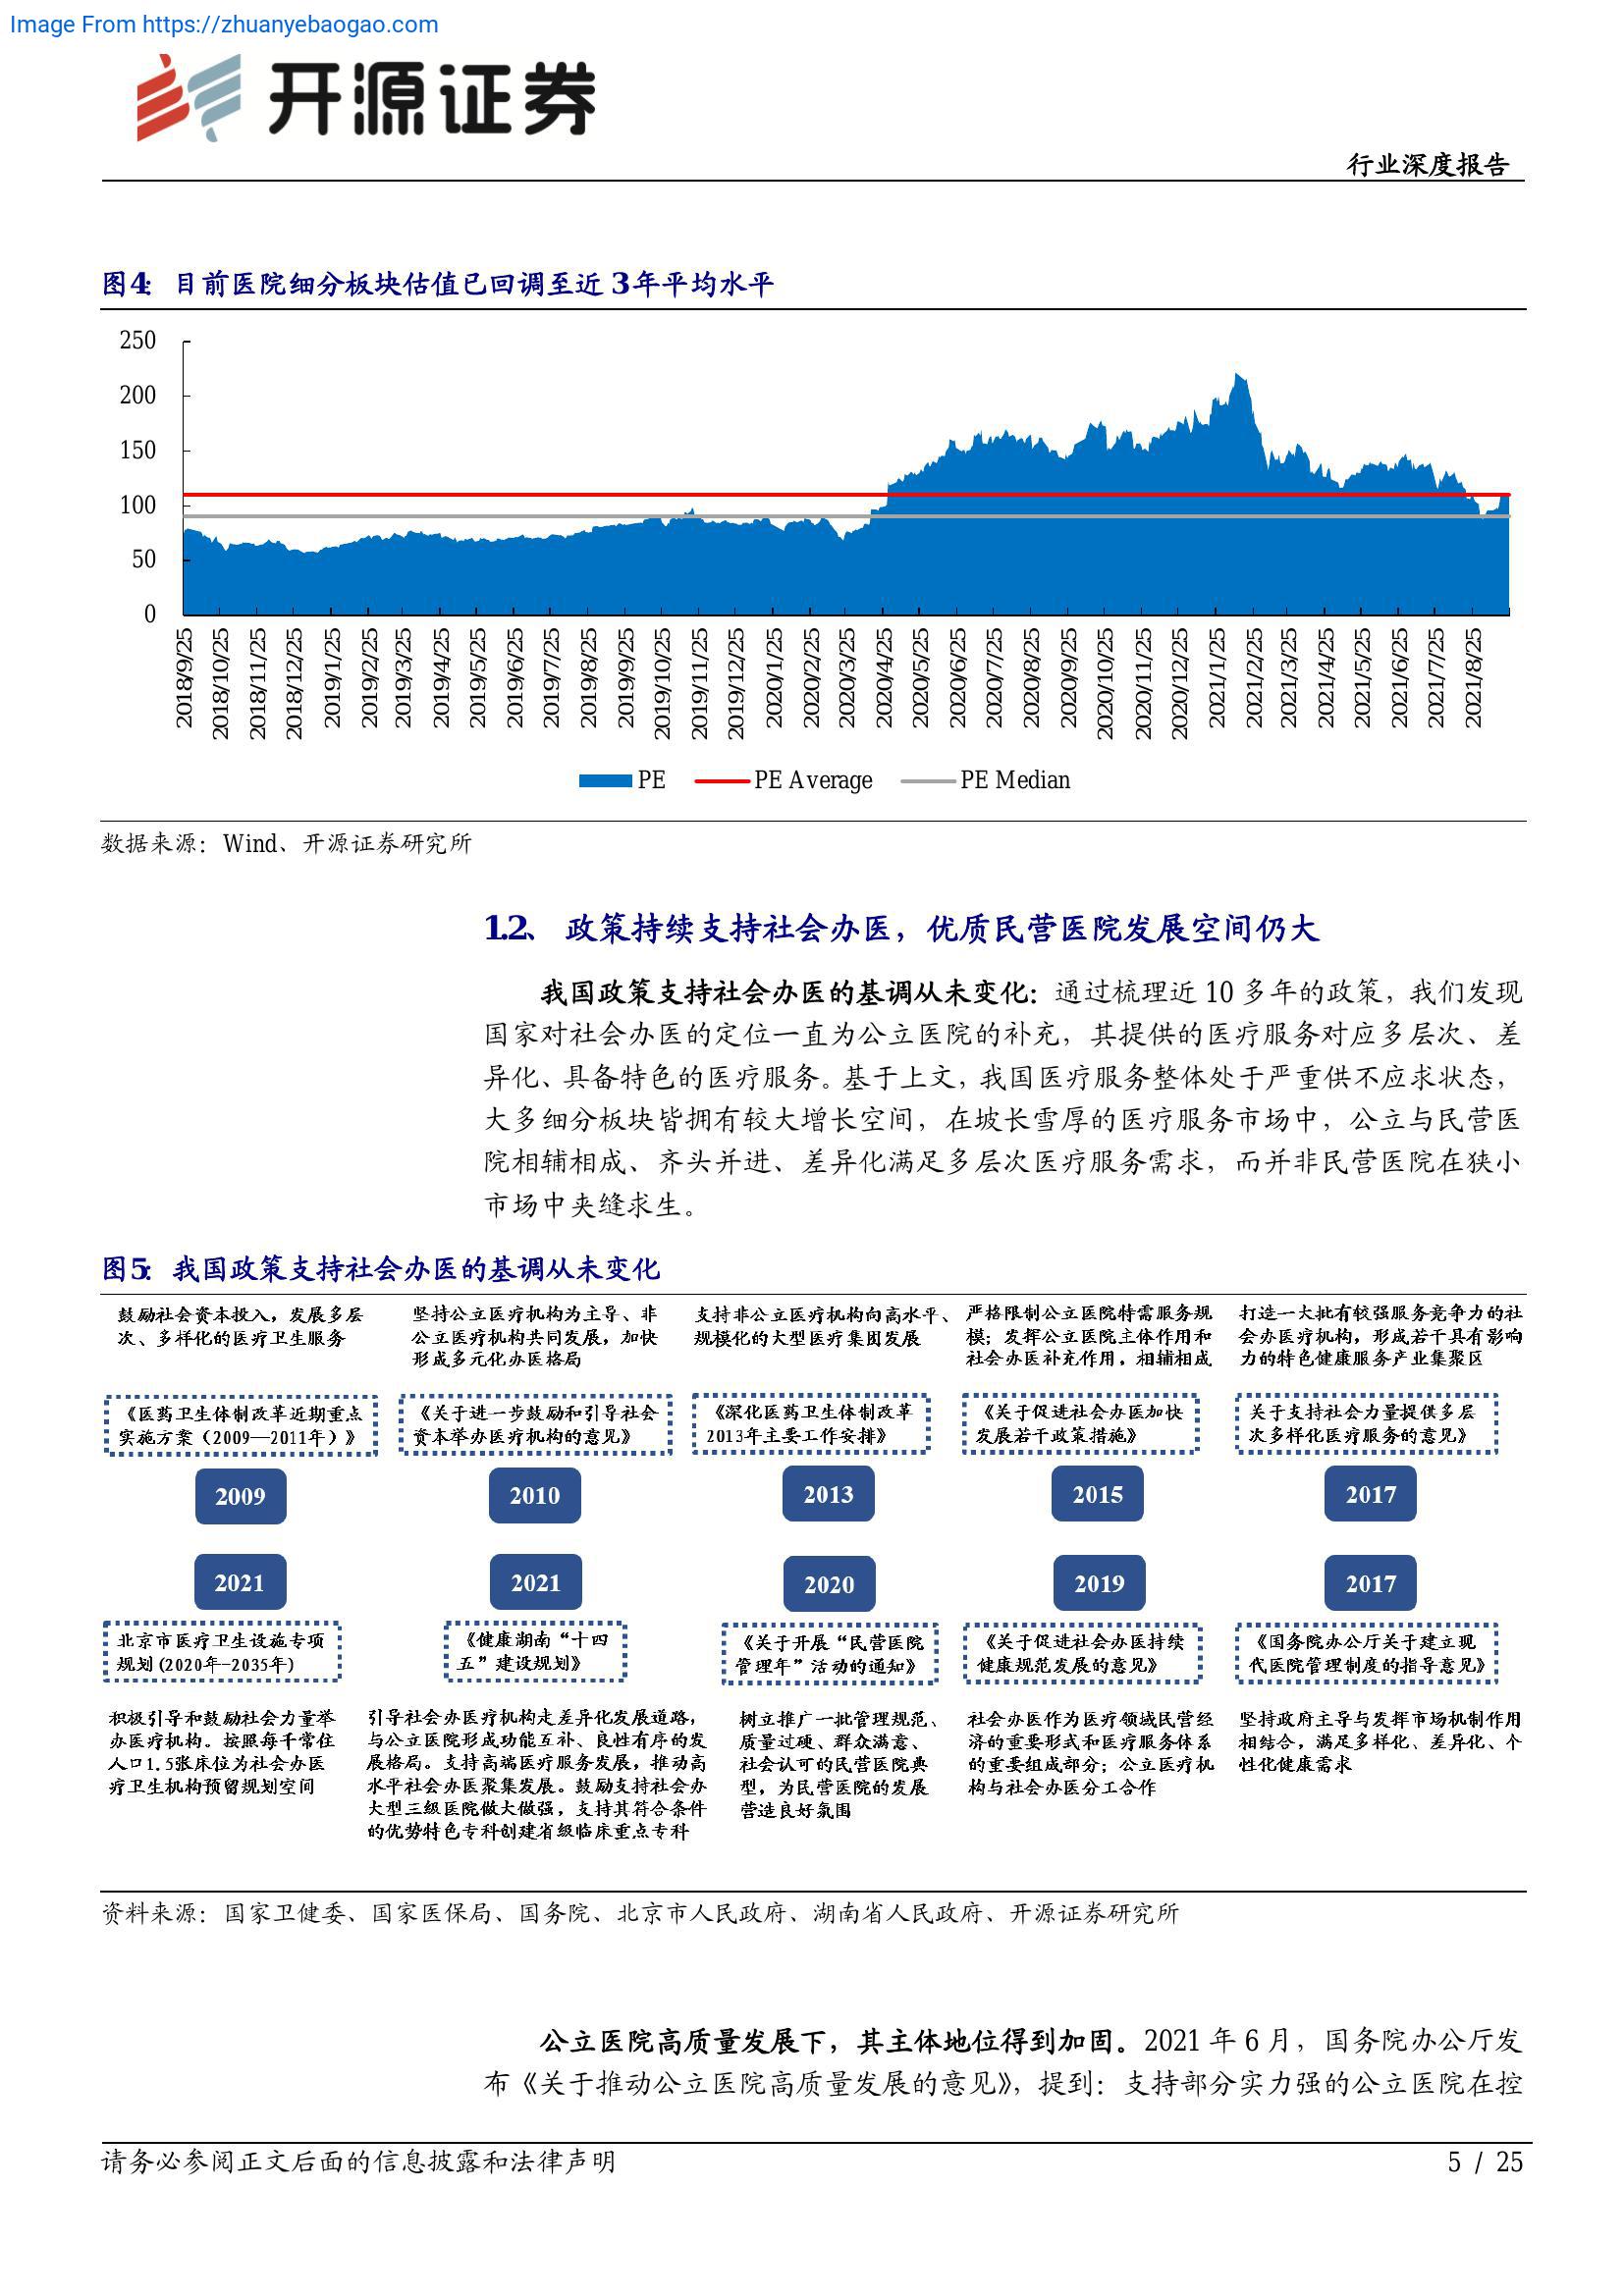 Image From https://zhuanyebaogao.com
开源证券
行业深度报告
图4: 目前医院细分板块估值已回调至近 3 年平均水平
250
200
150
100
50
0
2018/9/25
2018/10/25
2018/11/25
2018/12/25
2019/1/25
2019/2/25
2019/3/25
2019/4/25
2019/5/25
2019/6/25
2019/7/25
2019/8/25
2019/9/25
2019/10/25
2019/11/25
2019/12/25
2020/1/25
2020/2/25
2020/3/25
2020/4/25
2020/5/25
2020/6/25
2020/7/25
2020/8/25
2020/9/25
2020/10/25
2020/11/25
2020/12/25
2021/1/25
2021/2/25
2021/3/25
2021/4/25
2021/5/25
2021/6/25
2021/7/25
2021/8/25
PE PE Average PE Median
数据来源：Wind、开源证券研究所
1.2、 政策持续支持社会办医，优质民营医院发展空间仍大
我国政策支持社会办医的基调从未变化：通过梳理近 10 多年的政策，我们发现
国家对社会办医的定位一直为公立医院的补充，其提供的医疗服务对应多层次、差
异化、具备特色的医疗服务。基于上文，我国医疗服务整体处于严重供不应求状态，
大多细分板块皆拥有较大增长空间，在坡长雪厚的医疗服务市场中，公立与民营医
院相辅相成、齐头并进、差异化满足多层次医疗服务需求，而并非民营医院在狭小
市场中夹缝求生。
图5: 我国政策支持社会办医的基调从未变化
鼓励社会资本投入，发展多层
次、多样化的医疗卫生服务
坚持公立医疗机构为主导、非
公立医疗机构共同发展，加快
形成多元化办医格局
支持非公立医疗机构向高水平、
规模化的大型医疗集团发展
严格限制公立医院特需服务规
模；发挥公立医院主体作用和
社会办医补充作用，相辅相成
打造一大批有较强服务竞争力的社
会办医疗机构，形成若干具有影响
力的特色健康服务产业集聚区
《医药卫生体制改革近期重点
实施方案（2009—2011年）》
《关于进一步鼓励和引导社会
资本举办医疗机构的意见》
《深化医药卫生体制改革
2013年主要工作安排》
《关于促进社会办医加快
发展若干政策措施》
关于支持社会力量提供多层
次多样化医疗服务的意见》
2009
2010
2013
2015
2017
2021
2021
2020
2019
2017
北京市医疗卫生设施专项
规划(2020年-2035年)
《健康湖南“十四
五”建设规划》
《关于开展“民营医院
管理年”活动的通知》
《关于促进社会办医持续
健康规范发展的意见》
《国务院办公厅关于建立现
代医院管理制度的指导意见》
积极引导和鼓励社会力量举
办医疗机构。按照每千常住
人口1.5张床位为社会办医
疗卫生机构预留规划空间
引导社会办医疗机构走差异化发展道路，
与公立医院形成功能互补、良性有序的发
展格局。支持高端医疗服务发展，推动高
水平社会办医聚集发展。鼓励支持社会办
大型三级医院做大做强，支持其符合条件
的优势特色专科创建省级临床重点专科
树立推广一批管理规范、
质量过硬、群众满意、
社会认可的民营医院典
型，为民营医院的发展
营造良好氛围
社会办医作为医疗领域民营经
济的重要形式和医疗服务体系
的重要组成部分；公立医疗机
构与社会办医分工合作
坚持政府主导与发挥市场机制作用
相结合，满足多样化、差异化、个
性化健康需求
资料来源：国家卫健委、国家医保局、国务院、北京市人民政府、湖南省人民政府、开源证券研究所
公立医院高质量发展下，其主体地位得到加固。2021 年 6 月，国务院办公厅发
布《关于推动公立医院高质量发展的意见》，提到：支持部分实力强的公立医院在控
请务必参阅正文后面的信息披露和法律声明
5 / 25